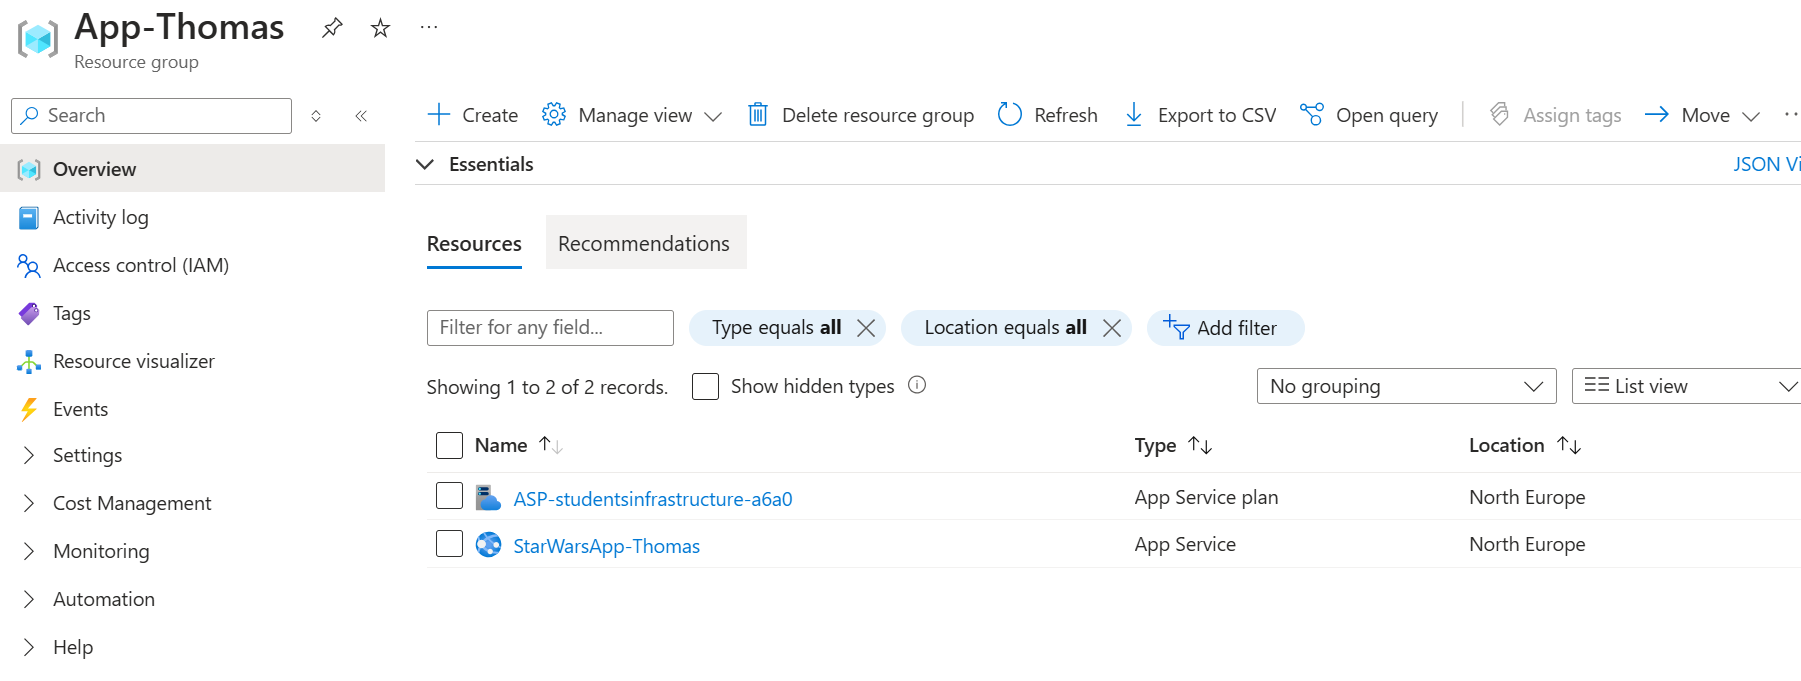 App-Thomas
Resource group
Search
Overview
Activity log
Access control (IAM)
Tags
Resource visualizer
Events
Settings
Cost Management
Monitoring
Automation
Help
Create Manage view Delete resource group Refresh Export to CSV Open query Assign tags Move
Essentials JSON Vi
Resources Recommendations
Filter for any field... Type equals all Location equals all Add filter
Showing 1 to 2 of 2 records. Show hidden types No grouping List view
Name Type Location
ASP-studentsinfrastructure-a6a0 App Service plan North Europe
StarWarsApp-Thomas App Service North Europe